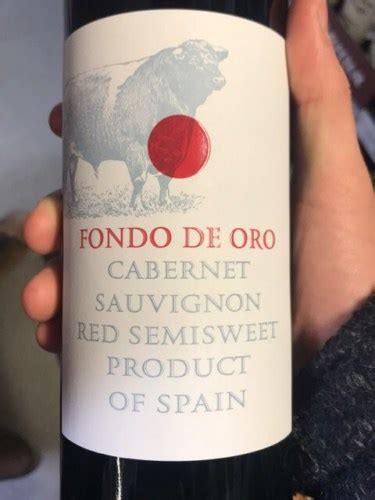 FONDO DE ORO
CABERNET
SAUVIGNON
RED SEMISWEET
PRODUCT
OF SPAIN